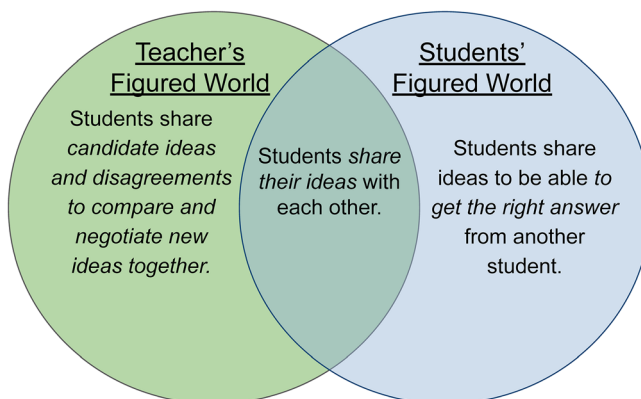 Teacher's
Figured World
Students share
candidate ideas
and disagreements
to compare and
negotiate new
ideas together.
Students share
their ideas with
each other.
Students'
Figured World
Students share
ideas to be able to
get the right answer
from another
student.